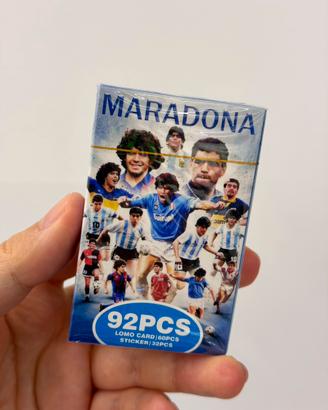 MARADONA
92PCS
LOMO CARD|60PCS
STICKER|32PCS